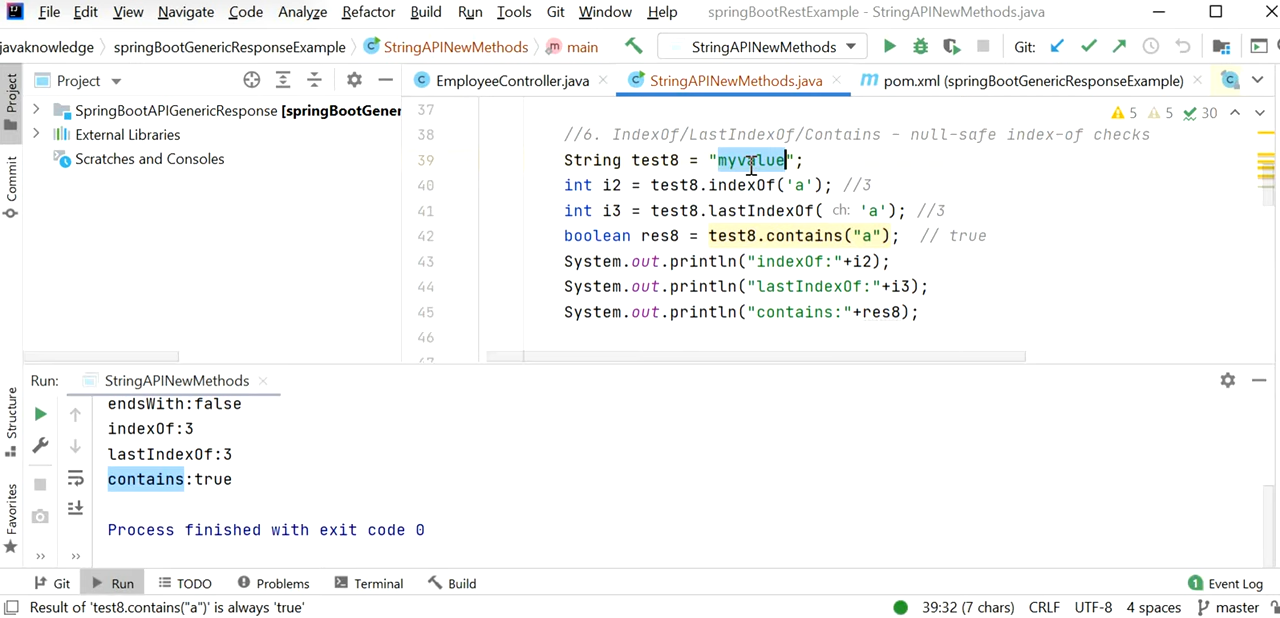 File Edit View Navigate Code Analyze Refactor Build Run Tools Git Window Help springBootRestExample - StringAPINewMethods.java
javaknowledge springBootGenericResponseExample StringAPINewMethods main StringAPINewMethods Git:
Project EmployeeController.java StringAPINewMethods.java pom.xml (springBootGenericResponseExample)
Project
SpringBootAPIGenericResponse [springBootGener
External Libraries
Scratches and Consoles
Commit
5 5 30
37
38 //6. IndexOf/LastIndexOf/Contains - null-safe index-of checks
39 String test8 = "myvalue";
40 int i2 = test8.indexOf('a'); //3
41 int i3 = test8.lastIndexOf( ch: 'a'); //3
42 boolean res8 = test8.contains("a"); // true
43 System.out.println("indexOf:"+i2);
44 System.out.println("lastIndexOf:"+i3);
45 System.out.println("contains:"+res8);
46
47
Run: StringAPINewMethods
Structure
Favorites
endsWith:false
indexOf:3
lastIndexOf:3
contains:true
Process finished with exit code 0
Git Run TODO Problems Terminal Build 1 Event Log
Result of 'test8.contains("a")' is always 'true' 39:32 (7 chars) CRLF UTF-8 4 spaces master